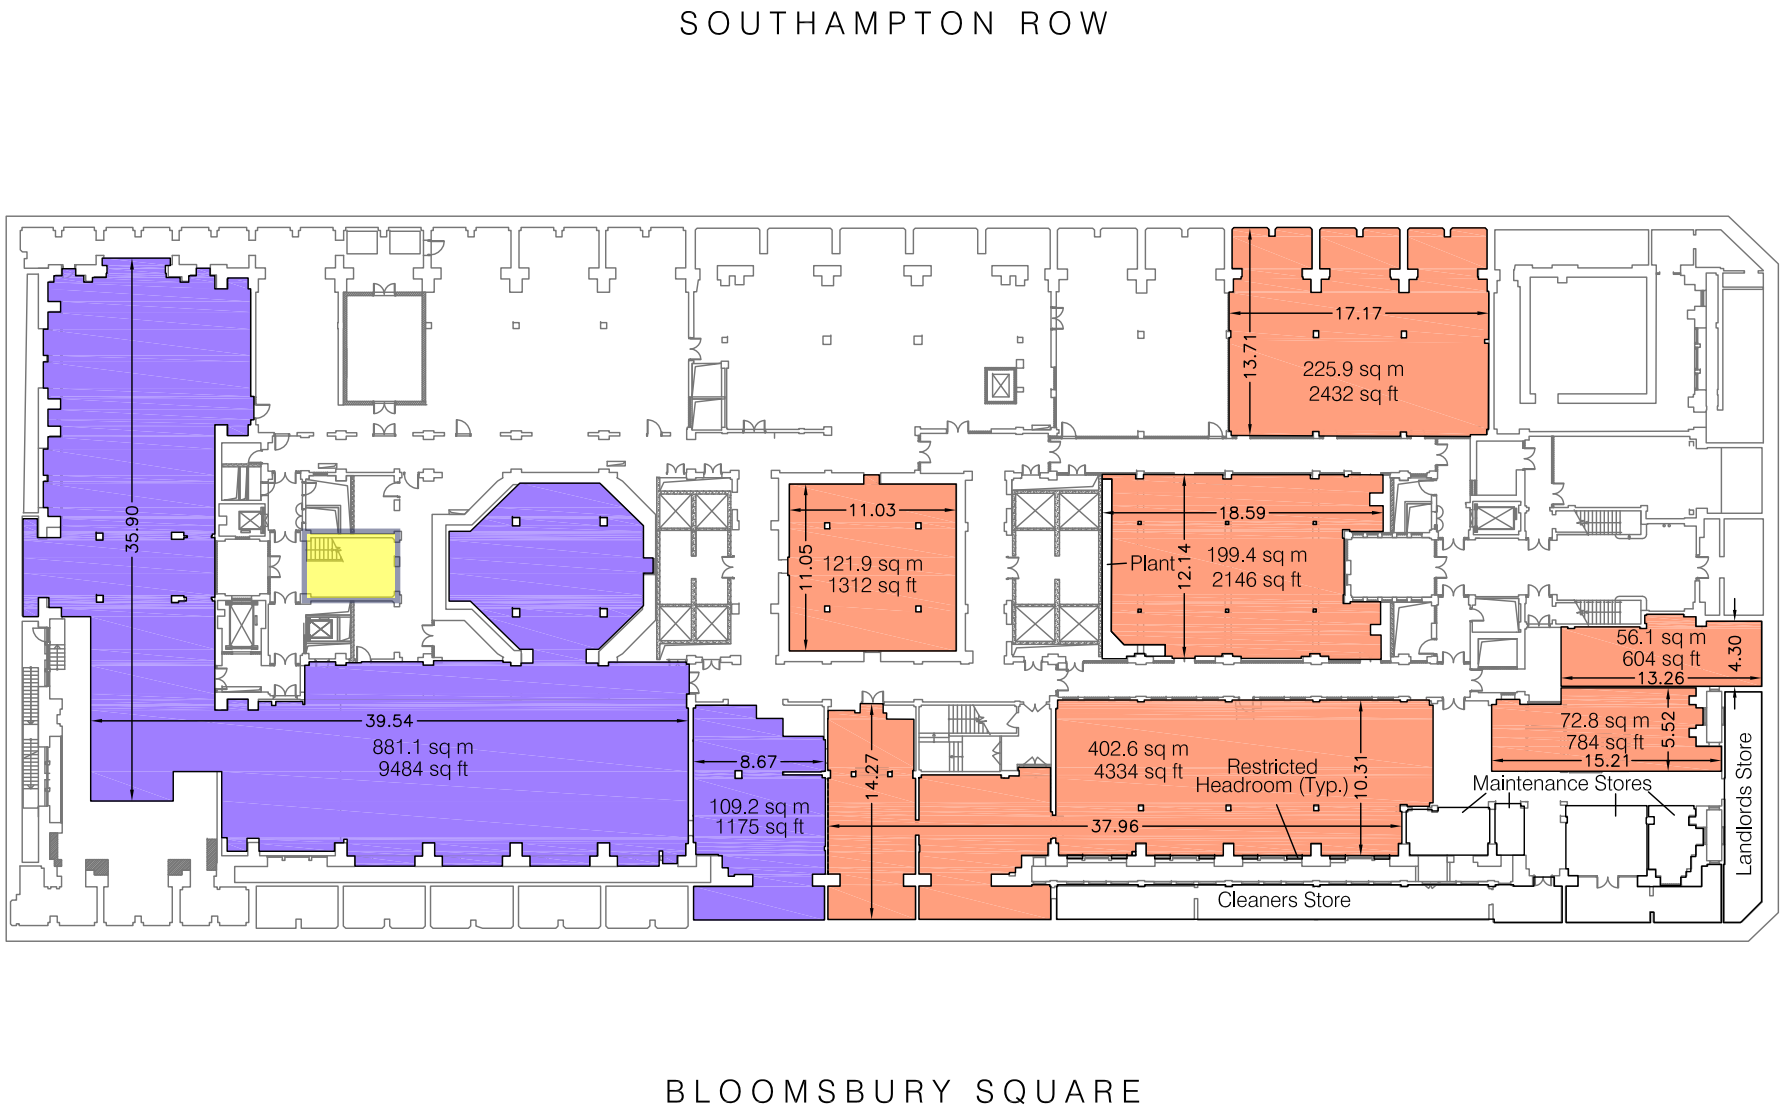 SOUTHAMPTON ROW
17.17
13.71
225.9 sq m
2432 sq ft
35.90
11.03
11.05
121.9 sq m
1312 sq ft
18.59
12.14
Plant
199.4 sq m
2146 sq ft
56.1 sq m
604 sq ft
4.30
13.26
39.54
881.1 sq m
9484 sq ft
8.67
109.2 sq m
1175 sq ft
14.27
402.6 sq m
4334 sq ft
Restricted
Headroom (Typ.)
10.31
37.96
72.8 sq m
784 sq ft
5.52
15.21
Maintenance Stores
Landlords Store
Cleaners Store
BLOOMSBURY SQUARE